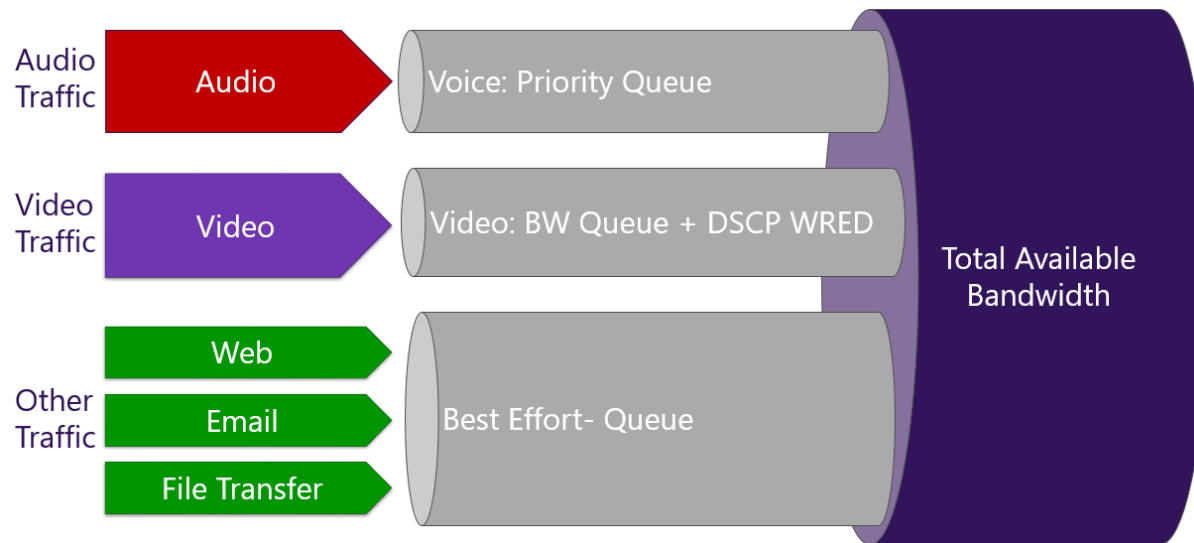 Audio
Traffic
Audio
Voice: Priority Queue
Video
Traffic
Video
Video: BW Queue + DSCP WRED
Total Available
Bandwidth
Web
Other
Traffic
Email
Best Effort- Queue
File Transfer